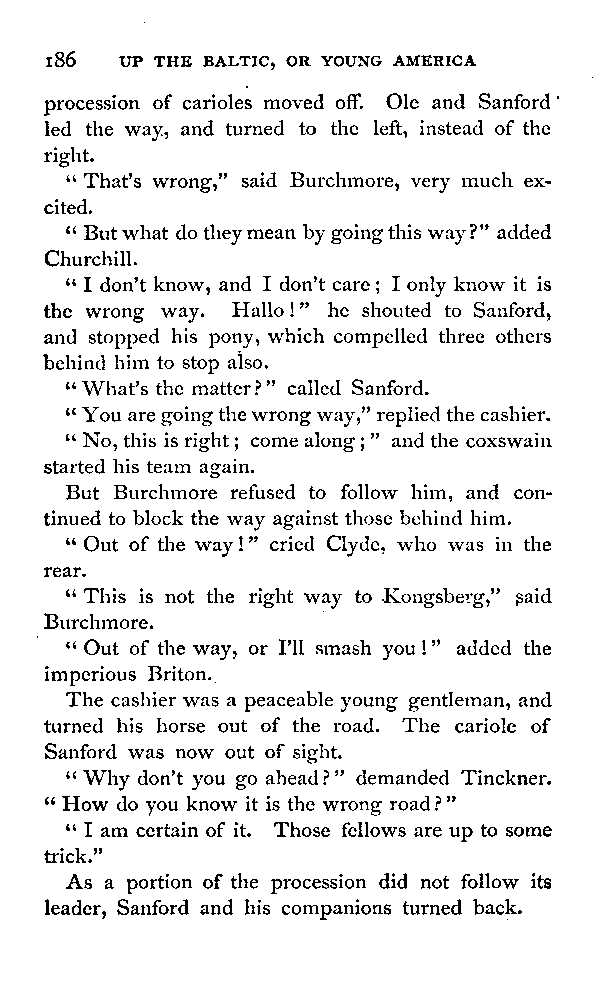 186 UP THE BALTIC, OR YOUNG AMERICA
procession of carioles moved off. Ole and Sanford
led the way, and turned to the left, instead of the
right.
“ That's wrong,” said Burchmore, very much ex-
cited.
“ But what do they mean by going this way?” added
Churchill.
“ I don't know, and I don't care; I only know it is
the wrong way. Hallo!” he shouted to Sanford,
and stopped his pony, which compelled three others
behind him to stop also.
“ What's the matter?” called Sanford.
“ You are going the wrong way,” replied the cashier.
“ No, this is right; come along;” and the coxswain
started his team again.
But Burchmore refused to follow him, and con-
tinued to block the way against those behind him.
“ Out of the way!” cried Clyde, who was in the
rear.
“ This is not the right way to Kongsberg,” said
Burchmore.
“ Out of the way, or I'll smash you!” added the
imperious Briton.
The cashier was a peaceable young gentleman, and
turned his horse out of the road. The cariole of
Sanford was now out of sight.
“ Why don't you go ahead?” demanded Tinckner.
“ How do you know it is the wrong road?”
“ I am certain of it. Those fellows are up to some
trick.”
As a portion of the procession did not follow its
leader, Sanford and his companions turned back.